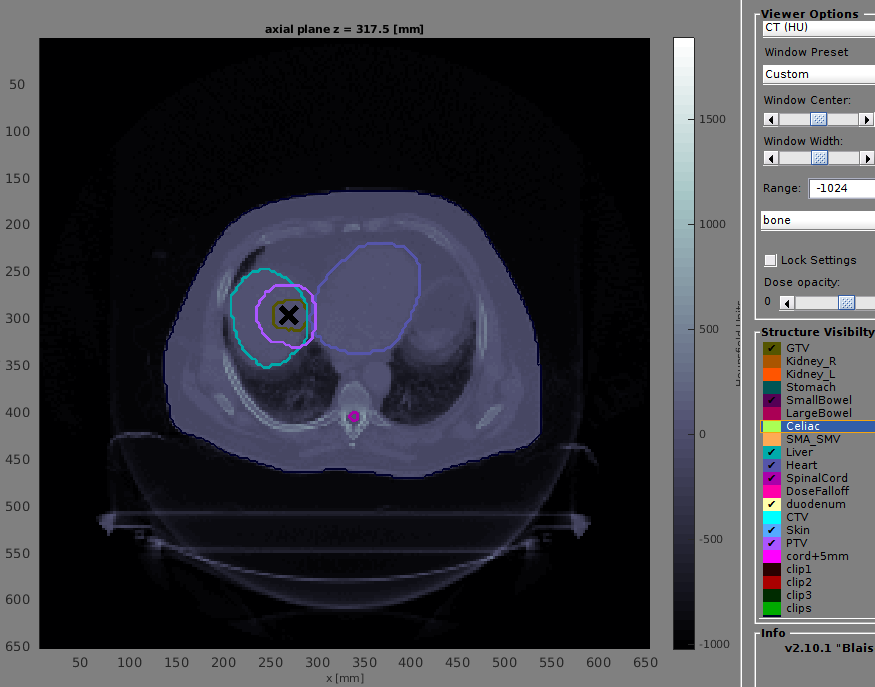 axial plane z = 317.5 [mm]
50
100
150
200
250
300
350
400
450
500
550
600
650
50
100
150
200
250
300
350
400
450
500
550
600
650
x [mm]
1500
1000
500
0
-500
-1000
Viewer Options
CT (HU)
Window Preset
Custom
Window Center:
Window Width:
Range:
-1024
bone
Lock Settings
Dose opacity:
0
Structure Visibilty
GTV
Kidney_R
Kidney_L
Stomach
SmallBowel
LargeBowel
Celiac
SMA_SMV
Liver
Heart
SpinalCord
DoseFalloff
duodenum
CTV
Skin
PTV
cord+5mm
clip1
clip2
clip3
clips
Info
v2.10.1 "Blais